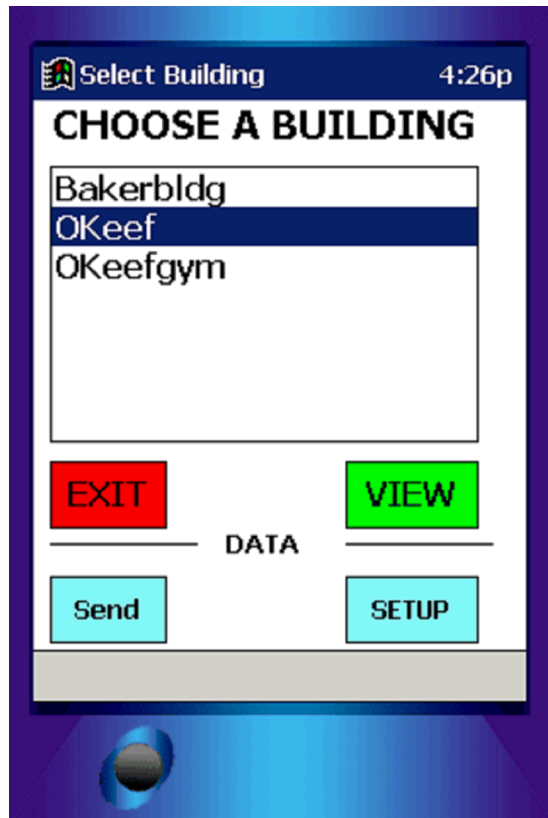 Select Building 4:26p
CHOOSE A BUILDING
Bakerbldg
OKeef
OKeefgym
EXIT VIEW
DATA
Send SETUP